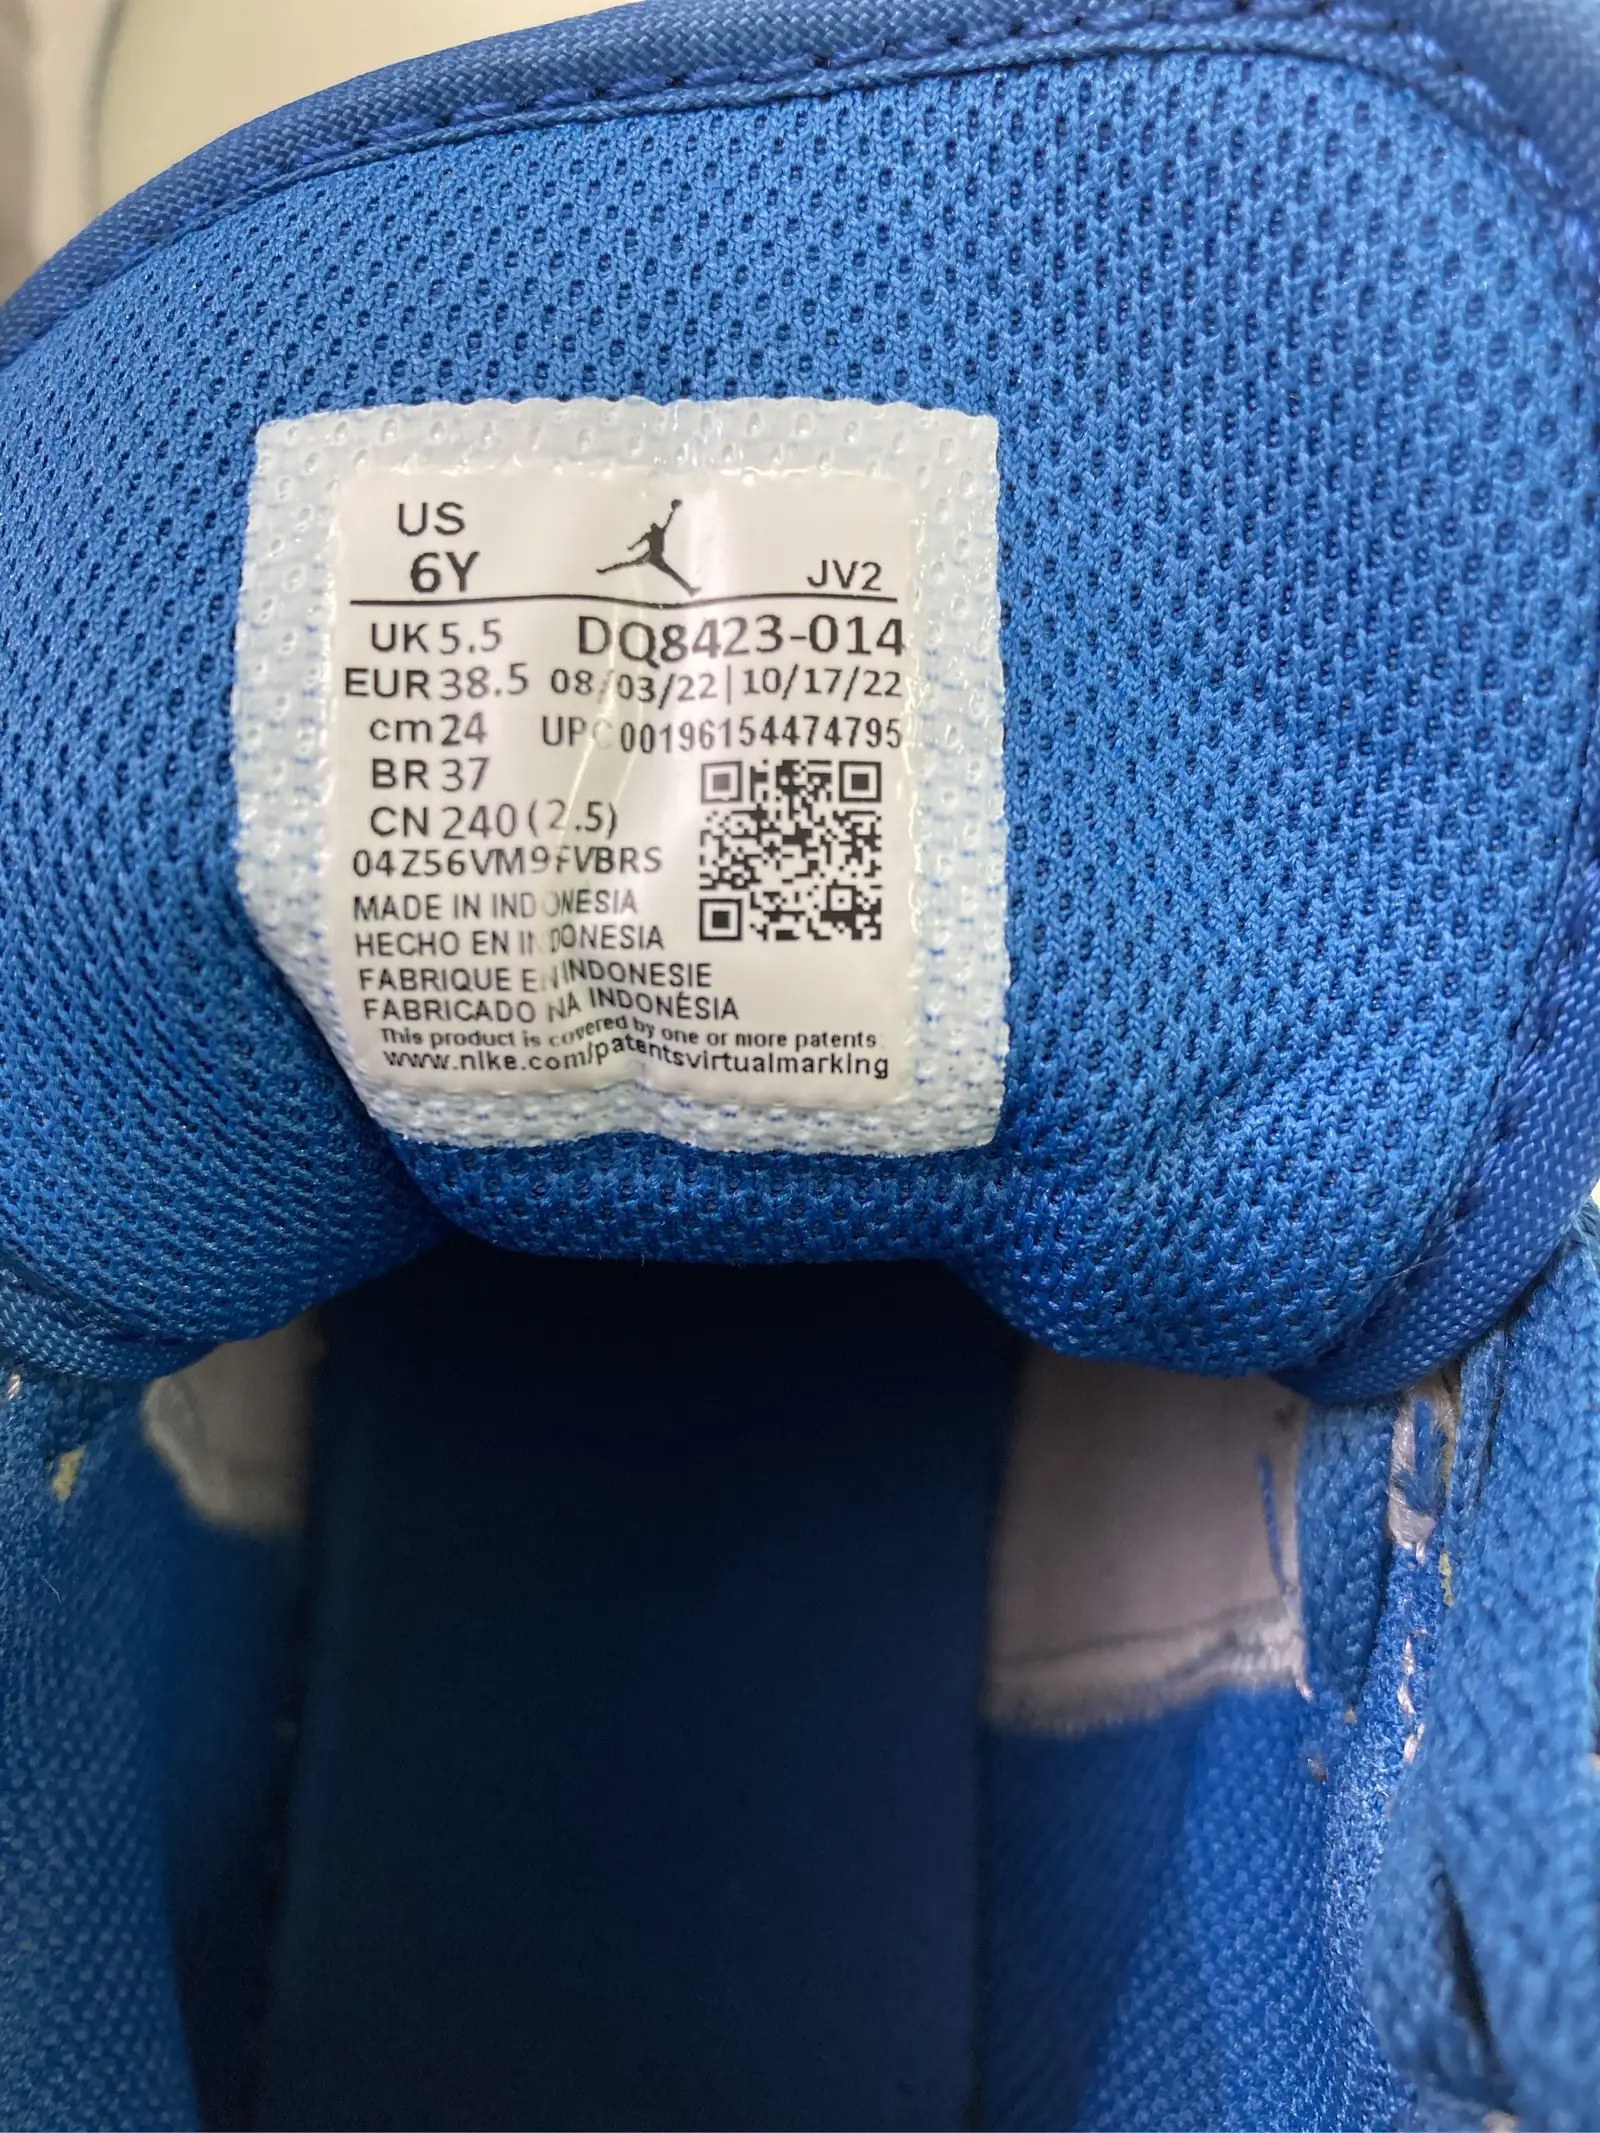 US
6Y JV2
UK 5.5 DQ8423-014
EUR 38.5 08/03/22 | 10/17/22
cm 24 UPC 00196154474795
BR 37
CN 240 (2.5)
04Z56VM9FVBRS
MADE IN INDONESIA
HECHO EN INDONESIA
FABRIQUE EN INDONESIE
FABRICADO NA INDONÉSIA
This product is covered by one or more patents:
www.nike.com/patentsvirtualmarking